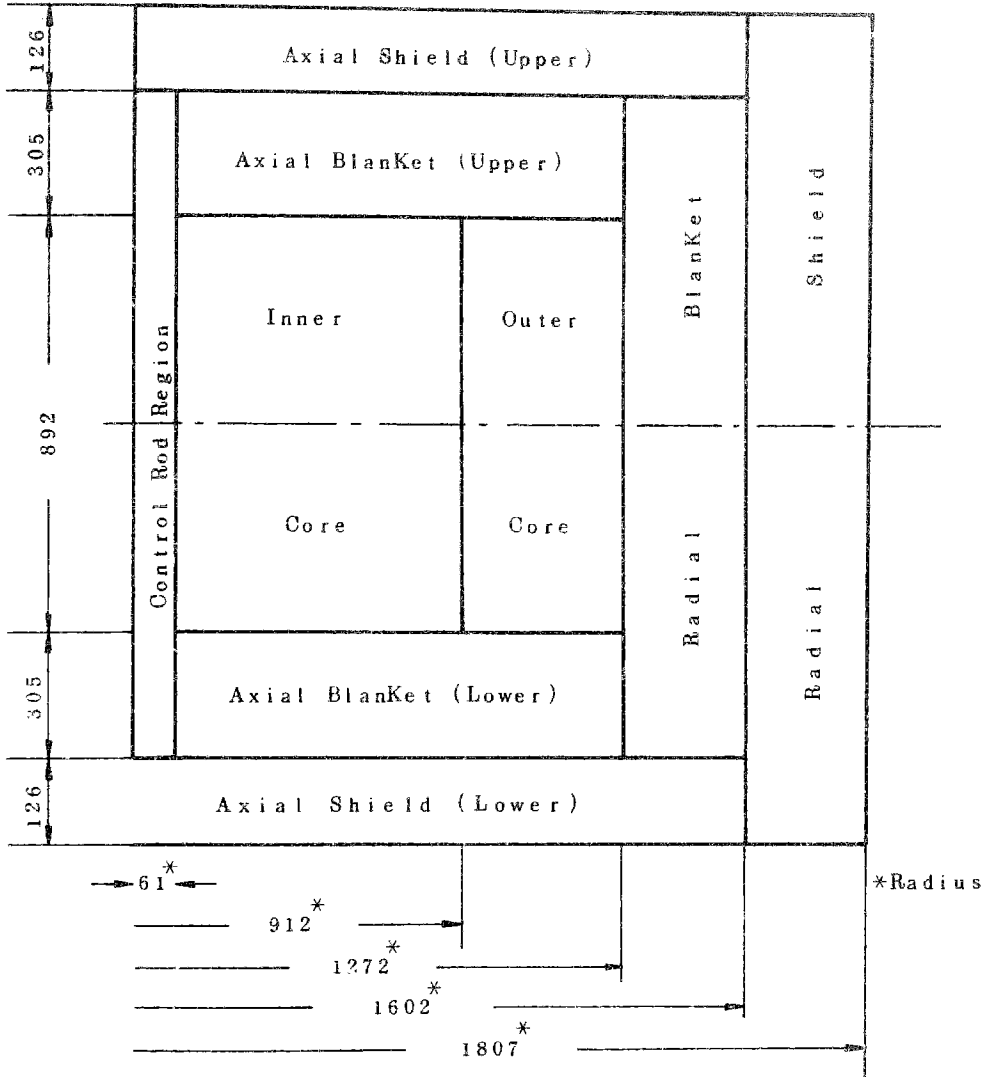 126
Axial Shield (Upper)
305
Axial BlanKet (Upper)
892
Control Rod Region
Inner
Core
Outer
Core
Radial BlanKet
Radial Shield
305
Axial BlanKet (Lower)
126
Axial Shield (Lower)
61*
*Radius
912*
1272*
1602*
1807*